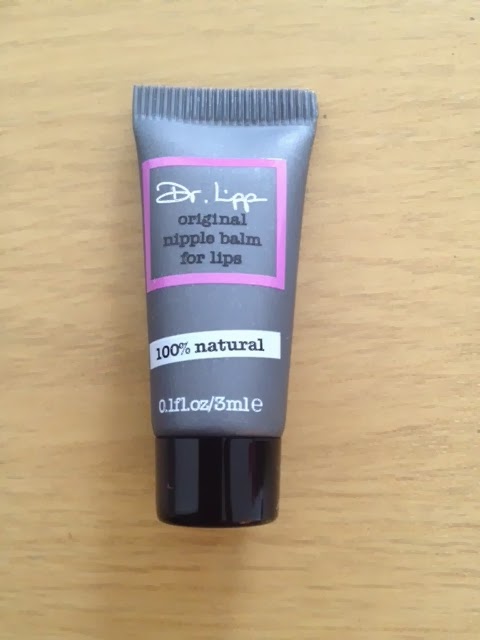 Dr. Lipp
original
nipple balm
for lips
100% natural
0.1fl.oz/3ml℮